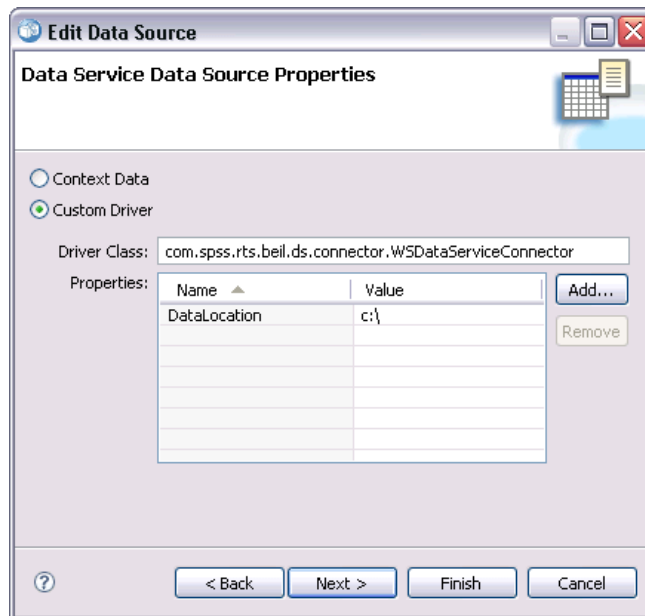 Edit Data Source
Data Service Data Source Properties
Context Data
Custom Driver
Driver Class: com.spss.rts.beil.ds.connector.WSDataServiceConnector
Properties: Name Value Add...
DataLocation c:\
Remove
? < Back Next > Finish Cancel